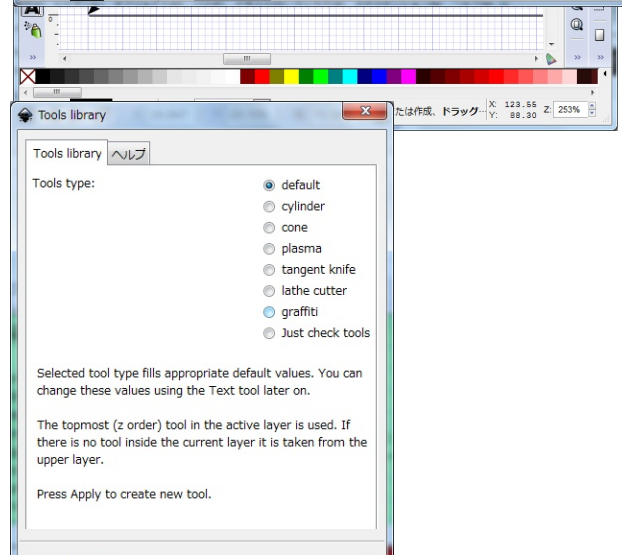 A
X: 123.55
たは作成、ドラッグ… Y: 88.30 Z: 253%
Tools library
Tools library ヘルプ
Tools type:
default
cylinder
cone
plasma
tangent knife
lathe cutter
graffiti
Just check tools
Selected tool type fills appropriate default values. You can
change these values using the Text tool later on.
The topmost (z order) tool in the active layer is used. If
there is no tool inside the current layer it is taken from the
upper layer.
Press Apply to create new tool.